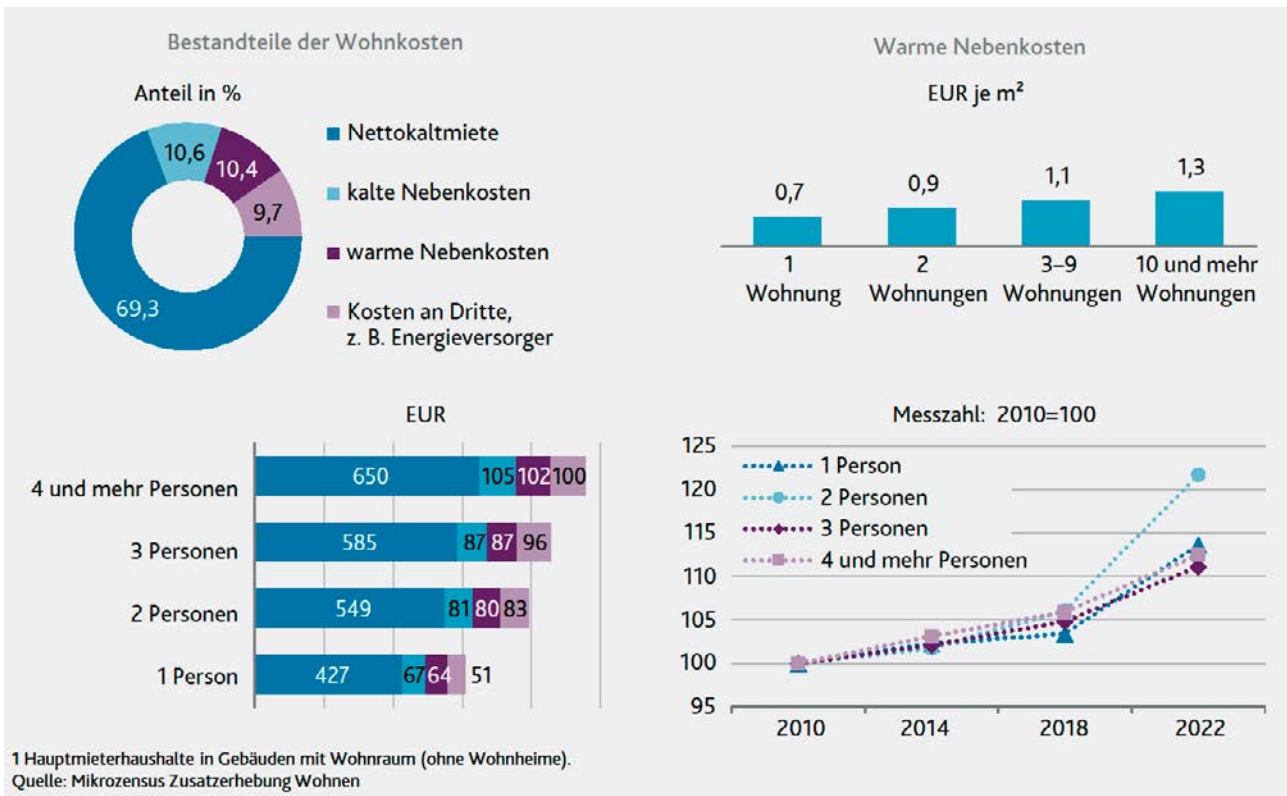 Bestandteile der Wohnkosten
Anteil in %
10,6
10,4
9,7
69,3
Nettokaltmiete
kalte Nebenkosten
warme Nebenkosten
Kosten an Dritte,
z. B. Energieversorger
Warme Nebenkosten
EUR je m²
0,7
0,9
1,1
1,3
1
Wohnung
2
Wohnungen
3–9
Wohnungen
10 und mehr
Wohnungen
EUR
4 und mehr Personen 650 105 102 100
3 Personen 585 87 87 96
2 Personen 549 81 80 83
1 Person 427 67 64 51
Messzahl: 2010=100
125
120
115
110
105
100
95
1 Person
2 Personen
3 Personen
4 und mehr Personen
2010 2014 2018 2022
1 Hauptmieterhaushalte in Gebäuden mit Wohnraum (ohne Wohnheime).
Quelle: Mikrozensus Zusatzerhebung Wohnen